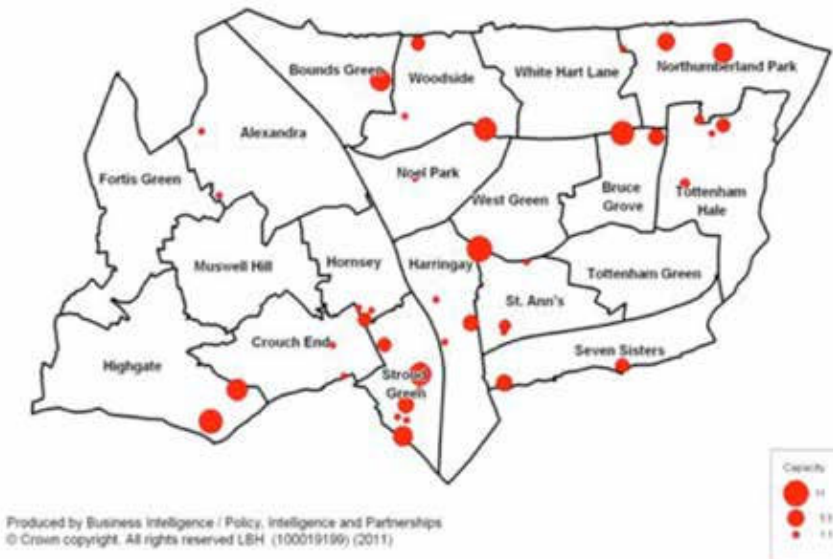 Bounds Green
Woodside
White Hart Lane
Northumberland Park
Alexandra
Fortis Green
Noel Park
West Green
Bruce
Grove
Tottenham
Hale
Muswell Hill
Hornsey
Harringay
Tottenham Green
St. Ann's
Highgate
Crouch End
Stroud
Green
Seven Sisters
Capacity
Produced by Business Intelligence / Policy, Intelligence and Partnerships
© Crown copyright. All rights reserved LBH (100019199) (2011)